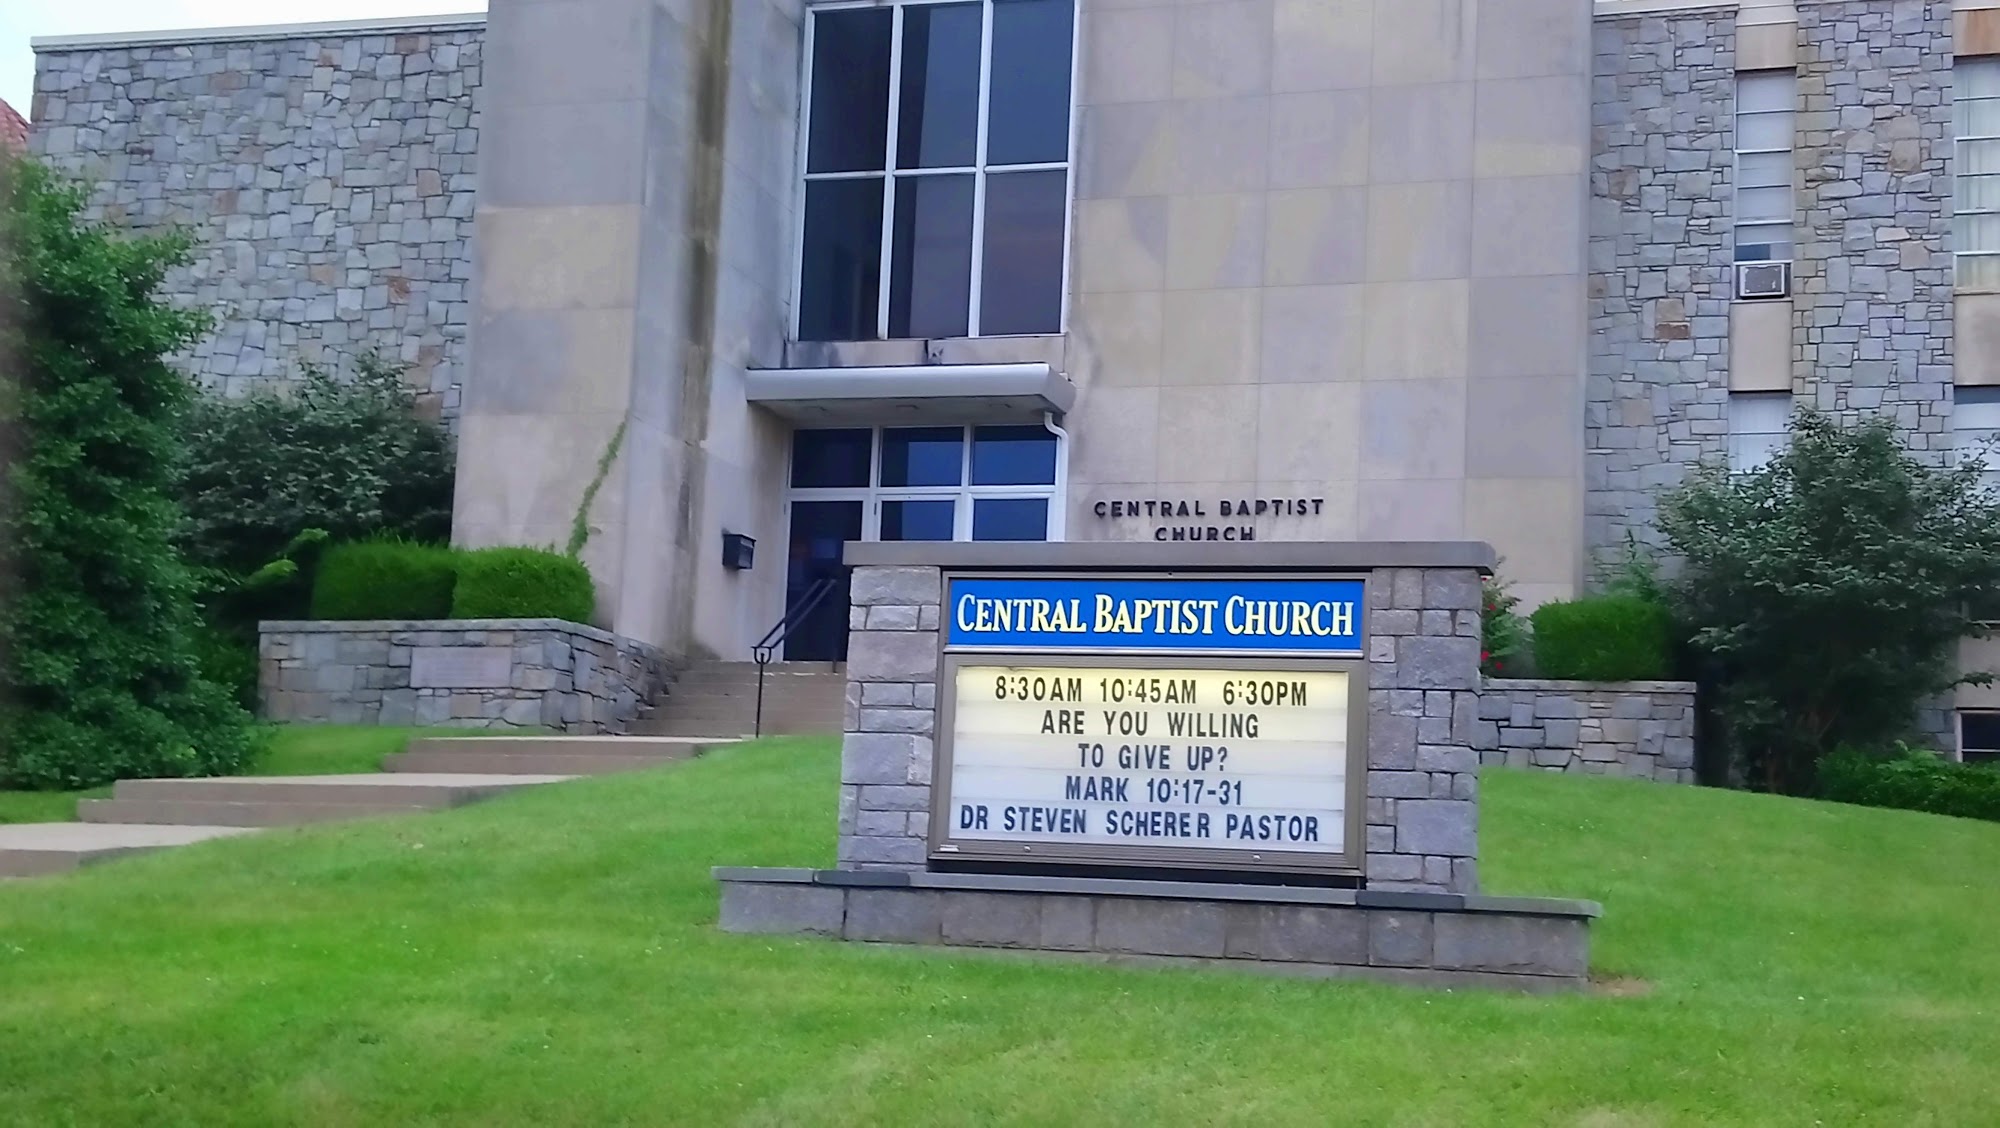 CENTRAL BAPTIST
CHURCH
CENTRAL BAPTIST CHURCH
8:30AM 10:45AM 6:30PM
ARE YOU WILLING
TO GIVE UP?
MARK 10:17-31
DR STEVEN SCHERER PASTOR